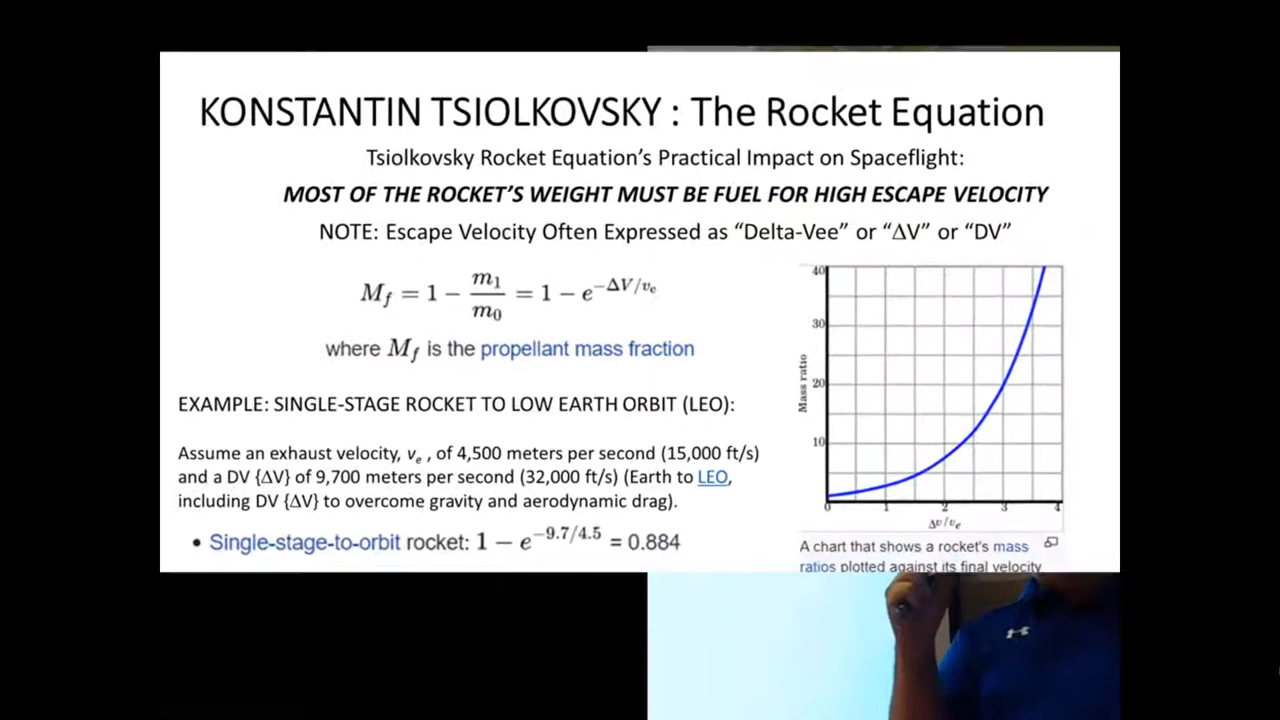 KONSTANTIN TSIOLKOVSKY : The Rocket Equation
Tsiolkovsky Rocket Equation's Practical Impact on Spaceflight:
MOST OF THE ROCKET'S WEIGHT MUST BE FUEL FOR HIGH ESCAPE VELOCITY
NOTE: Escape Velocity Often Expressed as "Delta-Vee" or "ΔV" or "DV"
M_f = 1 − m_1/m_0 = 1 − e^{−ΔV/v_e}
where M_f is the propellant mass fraction
EXAMPLE: SINGLE-STAGE ROCKET TO LOW EARTH ORBIT (LEO):
Assume an exhaust velocity, v_e , of 4,500 meters per second (15,000 ft/s)
and a DV {ΔV} of 9,700 meters per second (32,000 ft/s) (Earth to LEO,
including DV {ΔV} to overcome gravity and aerodynamic drag).
• Single-stage-to-orbit rocket: 1 − e^{−9.7/4.5} = 0.884
40
30
20
10
Mass ratio
0 1 2 3 4
Δv/v_e
A chart that shows a rocket's mass
ratios plotted against its final velocity